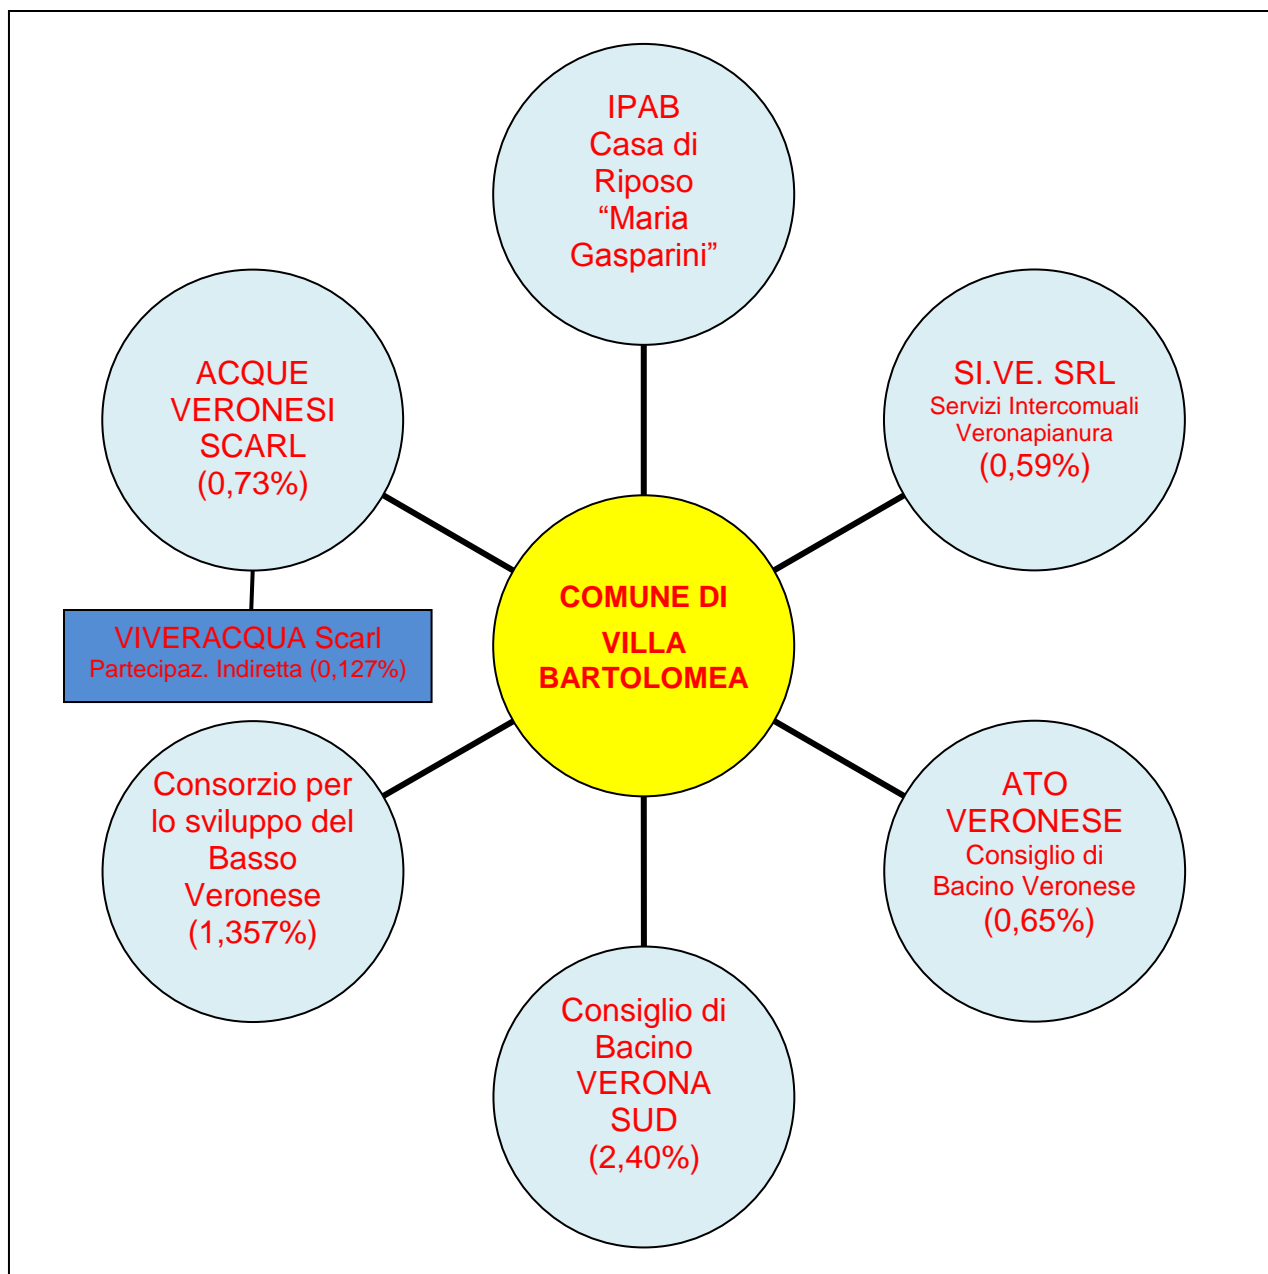 IPAB
Casa di
Riposo
“Maria
Gasparini”
ACQUE
VERONESI
SCARL
(0,73%)
SI.VE. SRL
Servizi Intercomuali
Veronapianura
(0,59%)
COMUNE DI
VILLA
BARTOLOMEA
VIVERACQUA Scarl
Partecipaz. Indiretta (0,127%)
Consorzio per
lo sviluppo del
Basso
Veronese
(1,357%)
ATO
VERONESE
Consiglio di
Bacino Veronese
(0,65%)
Consiglio di
Bacino
VERONA
SUD
(2,40%)